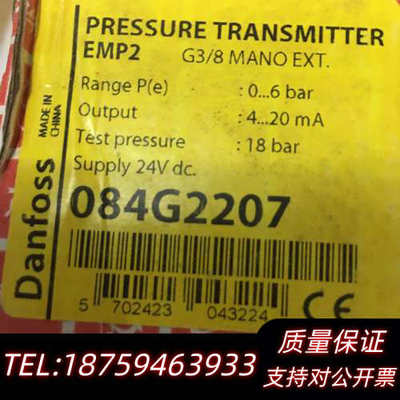 PRESSURE TRANSMITTER
EMP2 G3/8 MANO EXT.
Range P(e) : 0...6 bar
Output : 4...20 mA
Test pressure : 18 bar
Supply 24V dc.
084G2207
Danfoss
MADE IN
CHINA
5 702423 043224
CE
TEL:18759463933
质量保证
支持对公开票